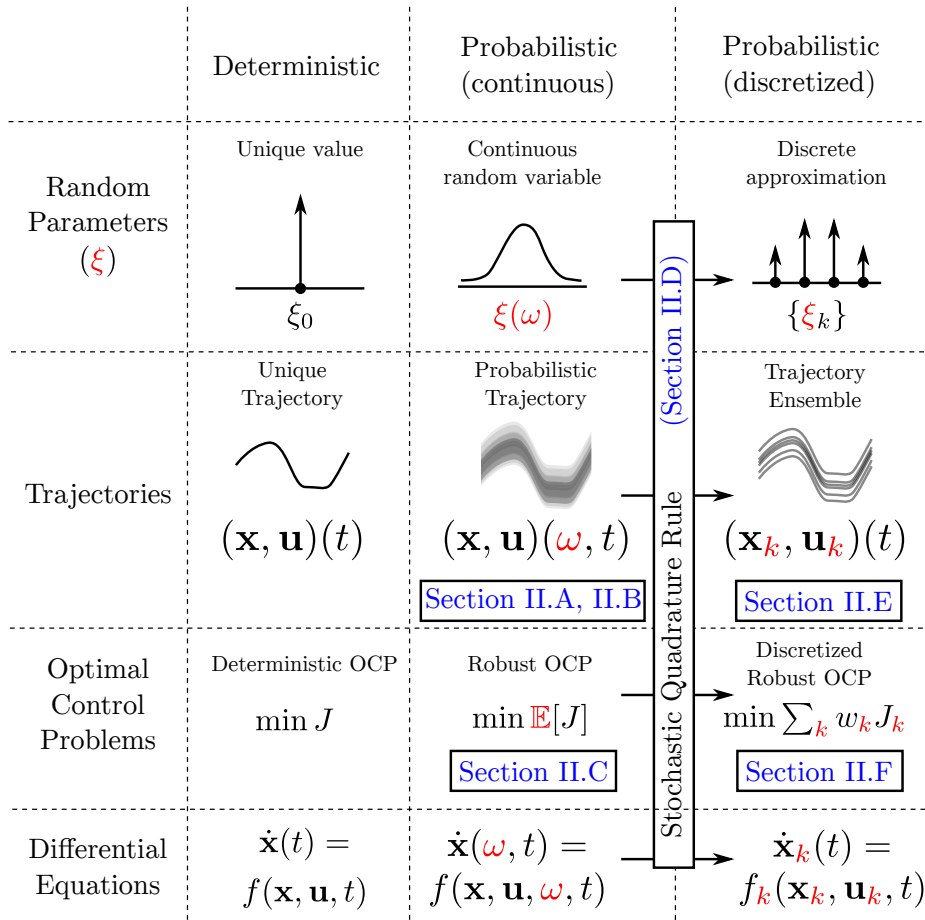 Deterministic
Probabilistic
(continuous)
Probabilistic
(discretized)
Random
Parameters
(ξ)
Unique value
ξ₀
Continuous
random variable
ξ(ω)
Discrete
approximation
{ξₖ}
Trajectories
Unique
Trajectory
(x, u)(t)
Probabilistic
Trajectory
(x, u)(ω, t)
Section II.A, II.B
Trajectory
Ensemble
(xₖ, uₖ)(t)
Section II.E
Stochastic Quadrature Rule (Section II.D)
Optimal
Control
Problems
Deterministic OCP
min J
Robust OCP
min 𝔼[J]
Section II.C
Discretized
Robust OCP
min ∑ₖ wₖJₖ
Section II.F
Differential
Equations
ẋ(t) =
f(x, u, t)
ẋ(ω, t) =
f(x, u, ω, t)
ẋₖ(t) =
fₖ(xₖ, uₖ, t)